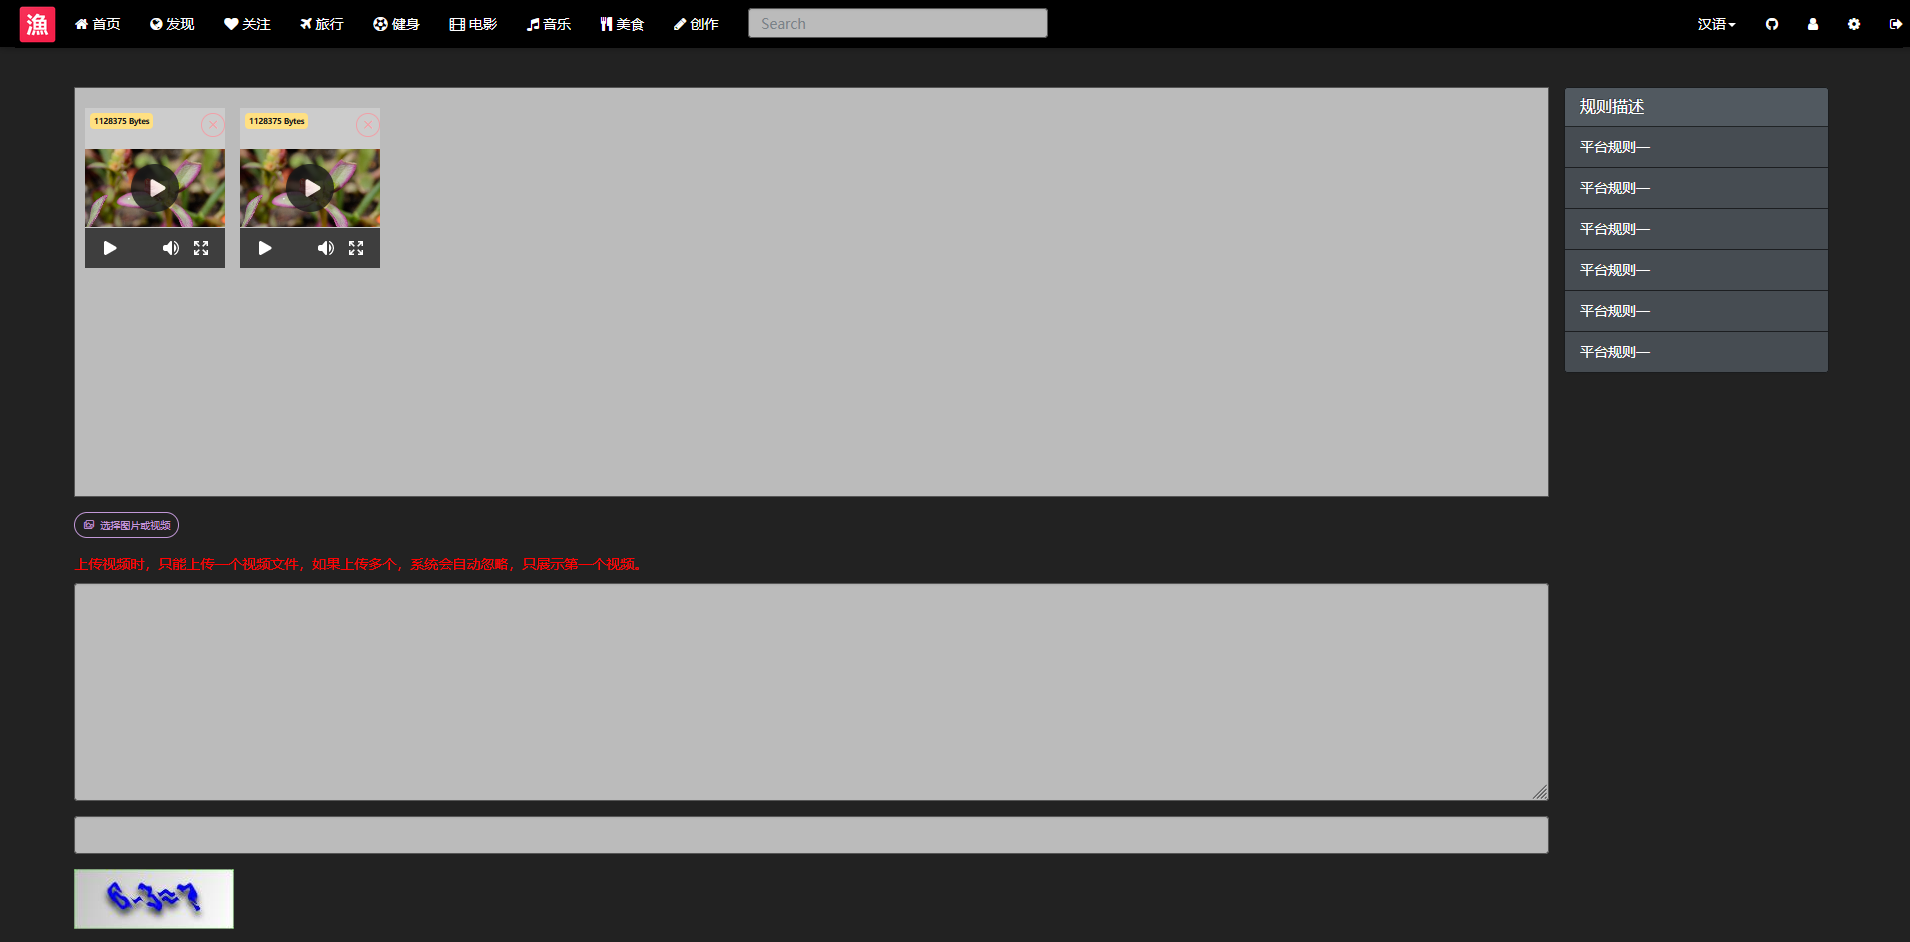 漁 首页 发现 关注 旅行 健身 电影 音乐 美食 创作 Search 汉语
1128375 Bytes 1128375 Bytes
选择图片或视频
上传视频时，只能上传一个视频文件，如果上传多个，系统会自动忽略，只展示第一个视频。
6-3=?
规则描述
平台规则一
平台规则一
平台规则一
平台规则一
平台规则一
平台规则一